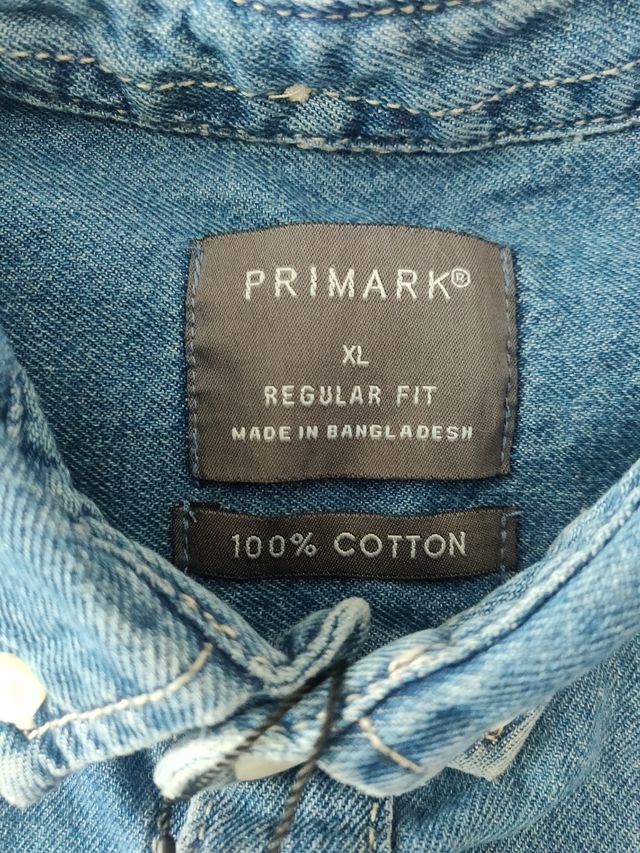 PRIMARK®
XL
REGULAR FIT
MADE IN BANGLADESH
100% COTTON